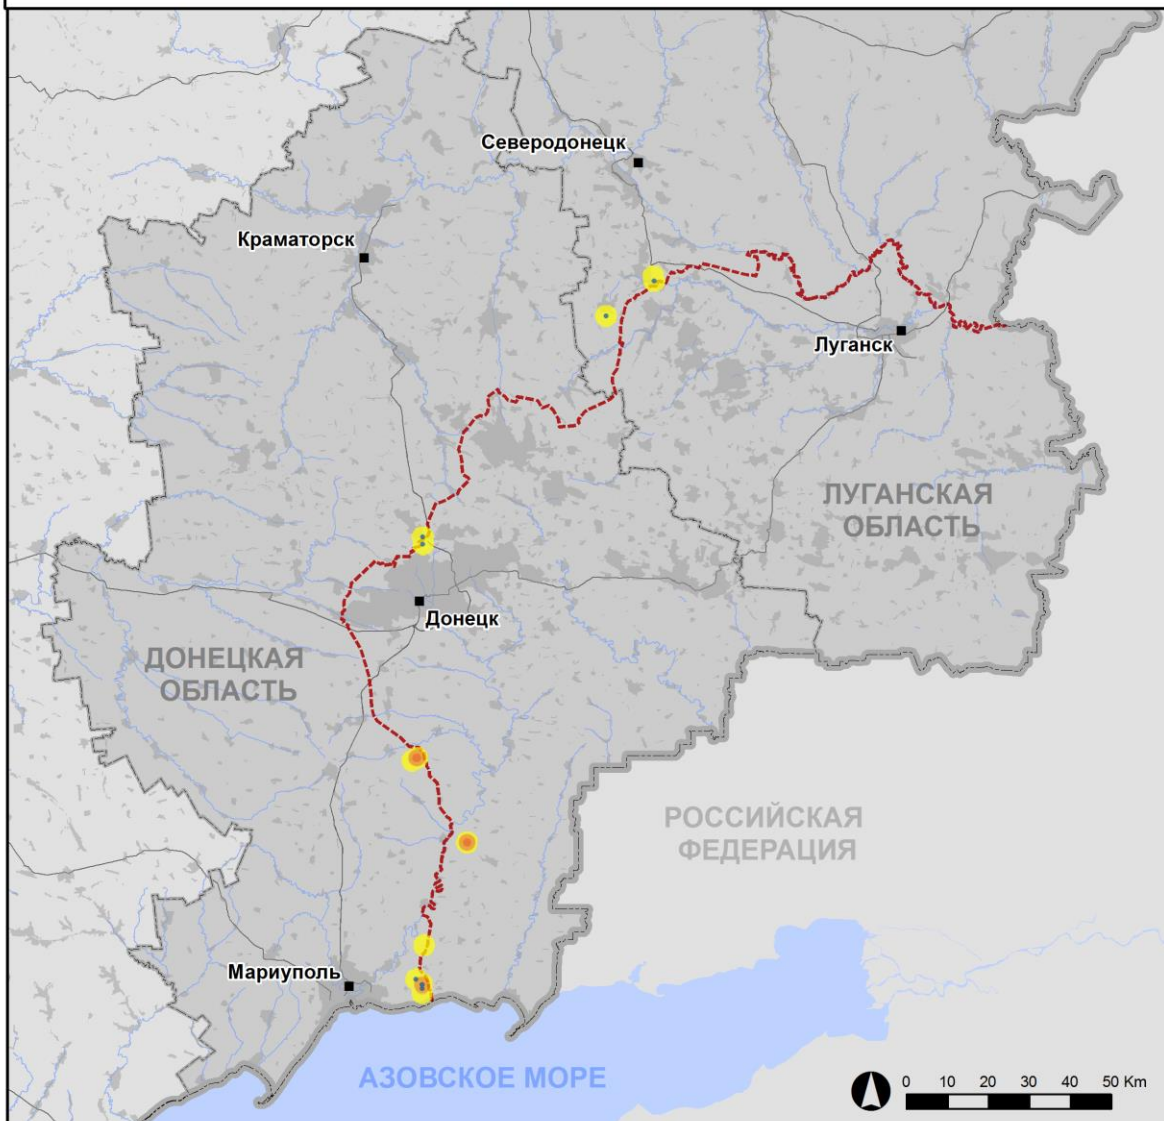 Северодонецк
Краматорск
Луганск
ЛУГАНСКАЯ
ОБЛАСТЬ
Донецк
ДОНЕЦКАЯ
ОБЛАСТЬ
РОССИЙСКАЯ
ФЕДЕРАЦИЯ
Мариуполь
АЗОВСКОЕ МОРЕ
0 10 20 30 40 50 Km